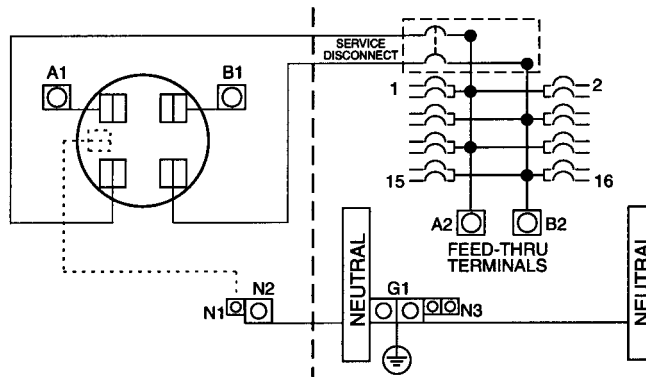 SERVICE
DISCONNECT
A1
B1
1
2
15
16
A2
B2
FEED-THRU
TERMINALS
NEUTRAL
NEUTRAL
N1
N2
G1
N3